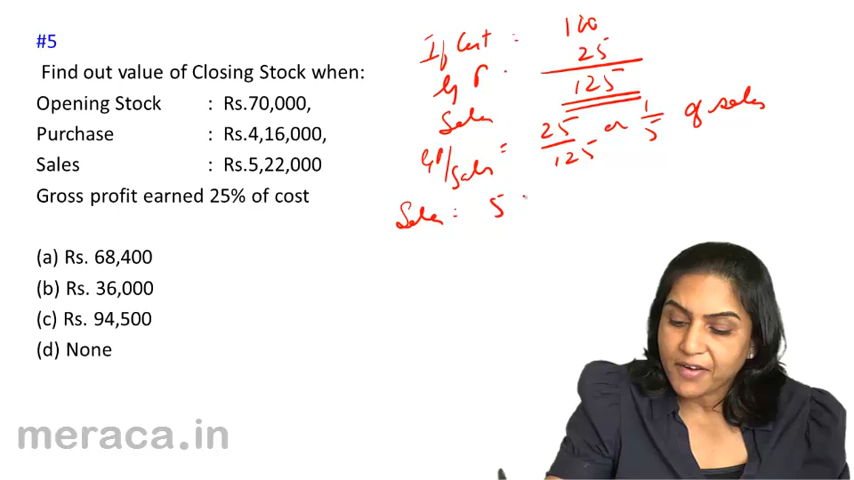 #5
Find out value of Closing Stock when:
Opening Stock : Rs.70,000,
Purchase : Rs.4,16,000,
Sales : Rs.5,22,000
Gross profit earned 25% of cost
(a) Rs. 68,400
(b) Rs. 36,000
(c) Rs. 94,500
(d) None
If Cost : 100
GP : 25
Sales 125
GP/Sales = 25/125 or 1/5 of sales
Sales : 5
meraca.in